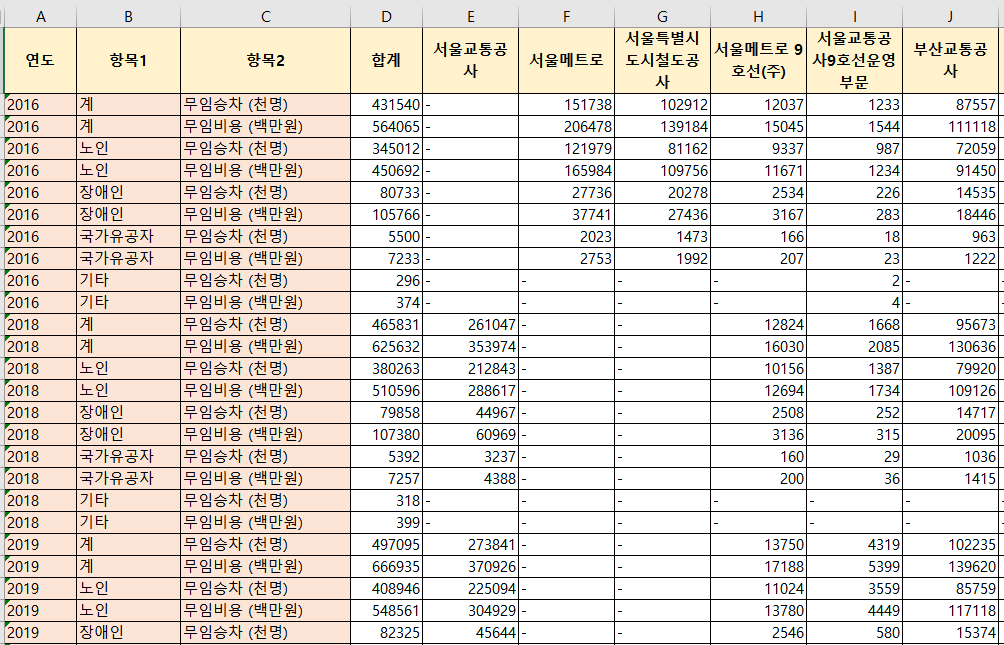 A B C D E F G H I J
연도 항목1 항목2 합계 서울교통공사 서울메트로 서울특별시도시철도공사 서울메트로 9호선(주) 서울교통공사9호선운영부문 부산교통공사
2016 계 무임승차 (천명) 431540 - 151738 102912 12037 1233 87557
2016 계 무임비용 (백만원) 564065 - 206478 139184 15045 1544 111118
2016 노인 무임승차 (천명) 345012 - 121979 81162 9337 987 72059
2016 노인 무임비용 (백만원) 450692 - 165984 109756 11671 1234 91450
2016 장애인 무임승차 (천명) 80733 - 27736 20278 2534 226 14535
2016 장애인 무임비용 (백만원) 105766 - 37741 27436 3167 283 18446
2016 국가유공자 무임승차 (천명) 5500 - 2023 1473 166 18 963
2016 국가유공자 무임비용 (백만원) 7233 - 2753 1992 207 23 1222
2016 기타 무임승차 (천명) 296 - - - - 2 -
2016 기타 무임비용 (백만원) 374 - - - - 4 -
2018 계 무임승차 (천명) 465831 261047 - - 12824 1668 95673
2018 계 무임비용 (백만원) 625632 353974 - - 16030 2085 130636
2018 노인 무임승차 (천명) 380263 212843 - - 10156 1387 79920
2018 노인 무임비용 (백만원) 510596 288617 - - 12694 1734 109126
2018 장애인 무임승차 (천명) 79858 44967 - - 2508 252 14717
2018 장애인 무임비용 (백만원) 107380 60969 - - 3136 315 20095
2018 국가유공자 무임승차 (천명) 5392 3237 - - 160 29 1036
2018 국가유공자 무임비용 (백만원) 7257 4388 - - 200 36 1415
2018 기타 무임승차 (천명) 318 - - - - - -
2018 기타 무임비용 (백만원) 399 - - - - - -
2019 계 무임승차 (천명) 497095 273841 - - 13750 4319 102235
2019 계 무임비용 (백만원) 666935 370926 - - 17188 5399 139620
2019 노인 무임승차 (천명) 408946 225094 - - 11024 3559 85759
2019 노인 무임비용 (백만원) 548561 304929 - - 13780 4449 117118
2019 장애인 무임승차 (천명) 82325 45644 - - 2546 580 15374